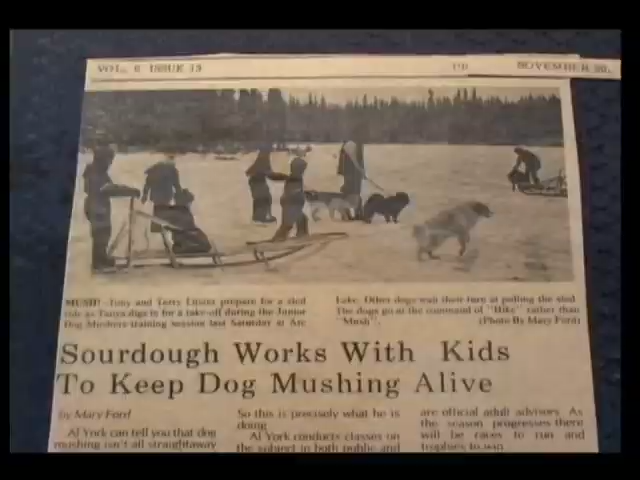 VOL. 6 ISSUE 13
NOVEMBER 20,
MUSH! Tony and Terry prepare for a sled
ride as Tanya digs in for a take-off during the Junior
Dog Mushers training session last Saturday at Arc
Lake. Other dogs wait their turn at pulling the sled
The dogs go at the command of "Hike" rather than
"Mush".
(Photo By Mary Ford)
Sourdough Works With Kids
To Keep Dog Mushing Alive
by Mary Ford
Al York can tell you that dog
mushing isn't all straightaway
So this is precisely what he is
doing
Al York conducts classes on
the subject in both public and
are official adult advisors. As
the season progresses there
will be races to run and
trophies to win